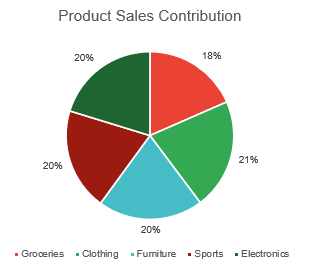 Product Sales Contribution
20%
18%
20%
21%
20%
Groceries Clothing Furniture Sports Electronics